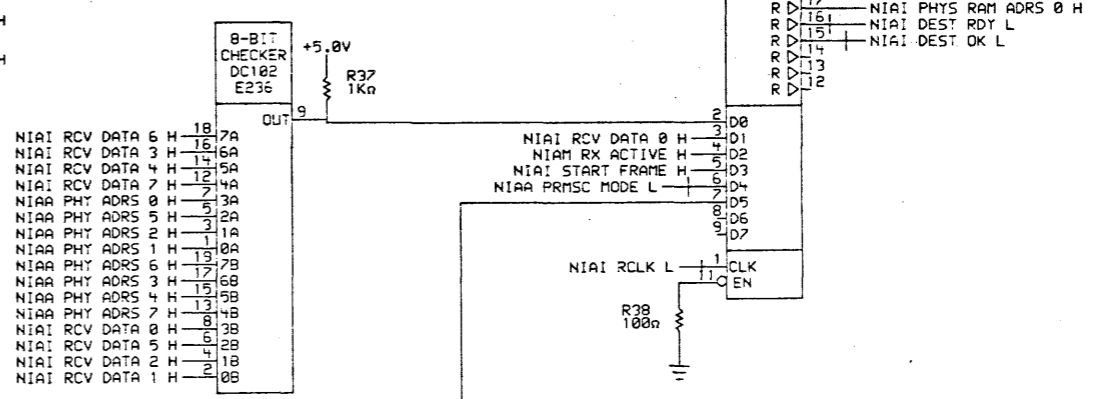 H
H
8-BIT
CHECKER
DC102
E236
+5.0V
R37
1KΩ
OUT 9
NIAI RCV DATA 6 H 18 7A
NIAI RCV DATA 3 H 16 6A
NIAI RCV DATA 4 H 14 5A
NIAI RCV DATA 7 H 12 4A
NIAA PHY ADRS 0 H 7 3A
NIAA PHY ADRS 5 H 5 2A
NIAA PHY ADRS 2 H 3 1A
NIAA PHY ADRS 1 H 1 0A
NIAA PHY ADRS 6 H 19 7B
NIAA PHY ADRS 3 H 17 6B
NIAA PHY ADRS 4 H 15 5B
NIAA PHY ADRS 7 H 13 4B
NIAI RCV DATA 0 H 8 3B
NIAI RCV DATA 5 H 6 2B
NIAI RCV DATA 2 H 4 1B
NIAI RCV DATA 1 H 2 0B
R 17 NIAI PHYS RAM ADRS 0 H
R 16 NIAI DEST RDY L
R 15 NIAI DEST OK L
R 14
R 13
R 12
2 D0
NIAI RCV DATA 0 H 3 D1
NIAM RX ACTIVE H 4 D2
NIAI START FRAME H 5 D3
NIAA PRMSC MODE L 6 D4
7 D5
8 D6
9 D7
NIAI RCLK L 1 CLK
11 EN
R38
100Ω